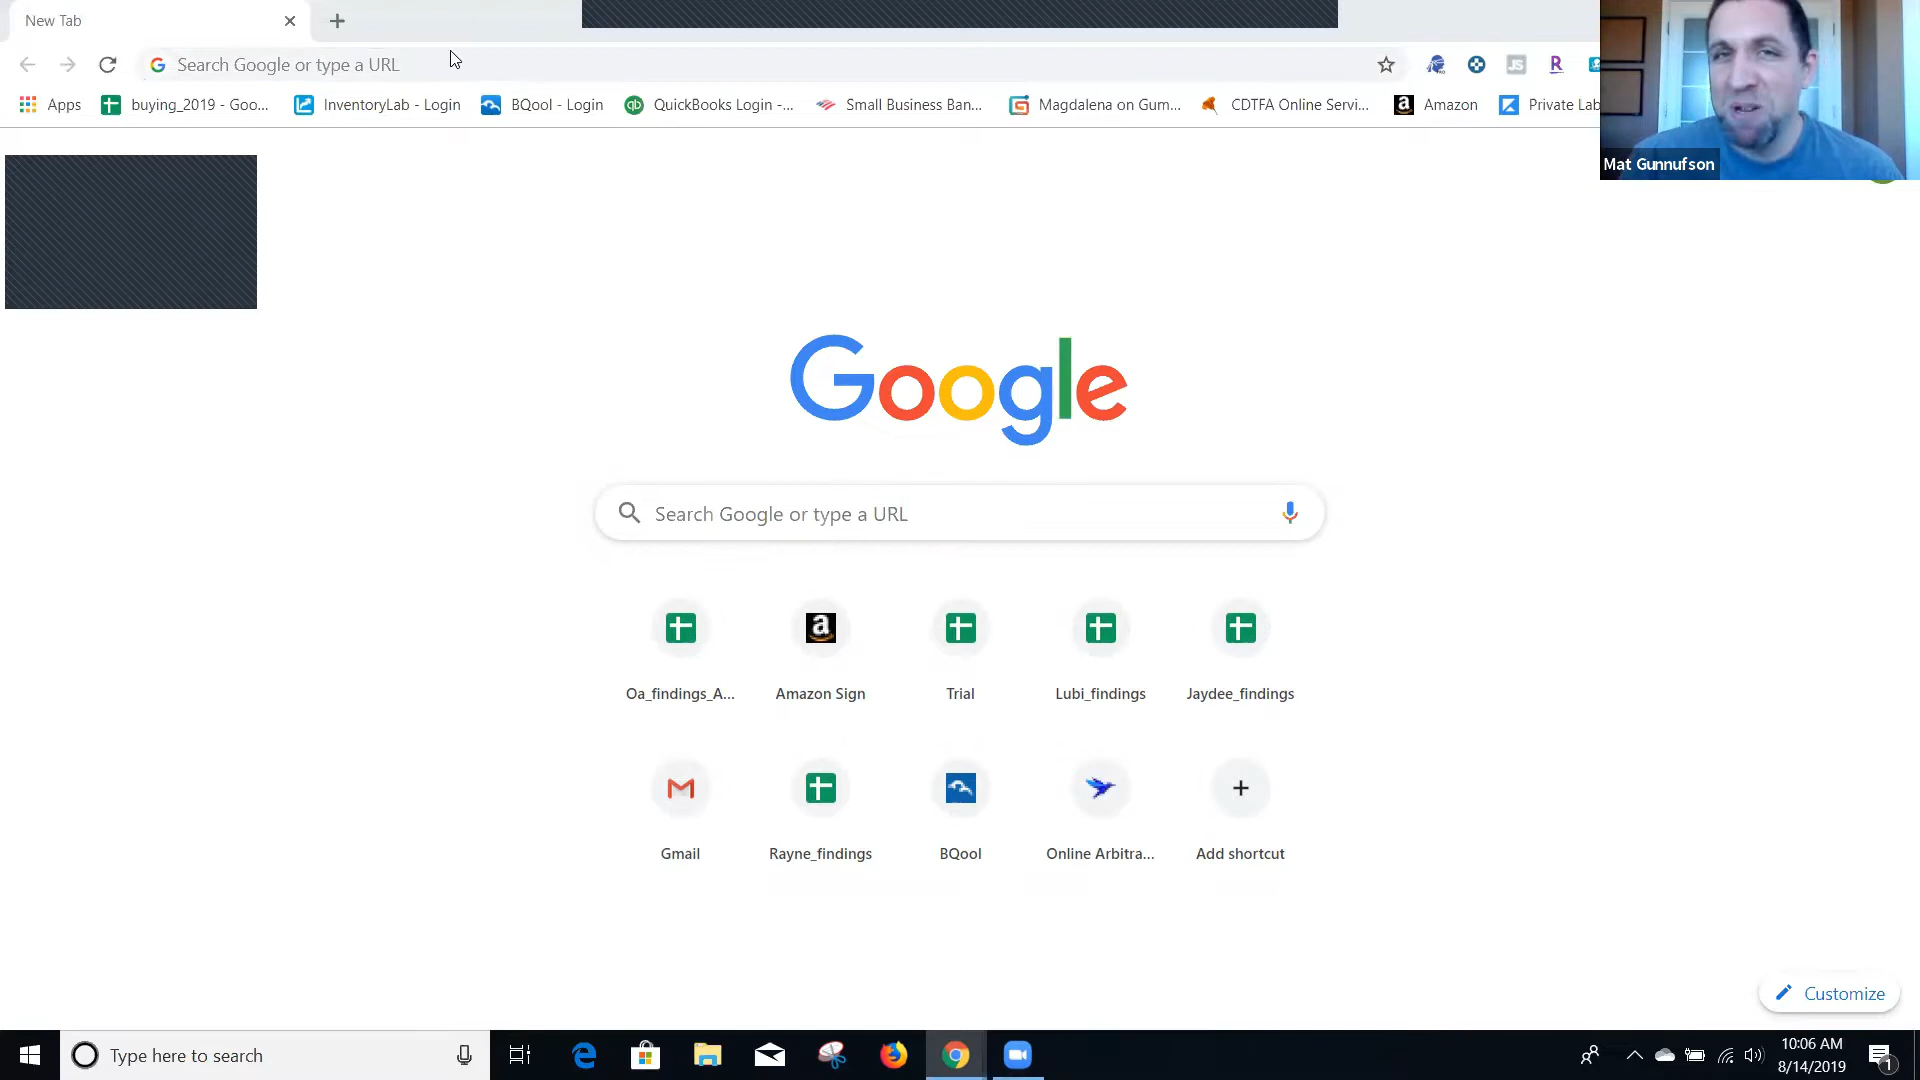 New Tab
Search Google or type a URL
Apps buying_2019 - Goo... InventoryLab - Login BQool - Login QuickBooks Login -... Small Business Ban... Magdalena on Gum... CDTFA Online Servi... Amazon Private Lab
Mat Gunnufson
Google
Search Google or type a URL
Oa_findings_A... Amazon Sign Trial Lubi_findings Jaydee_findings
Gmail Rayne_findings BQool Online Arbitra... Add shortcut
Customize
Type here to search
10:06 AM
8/14/2019
1